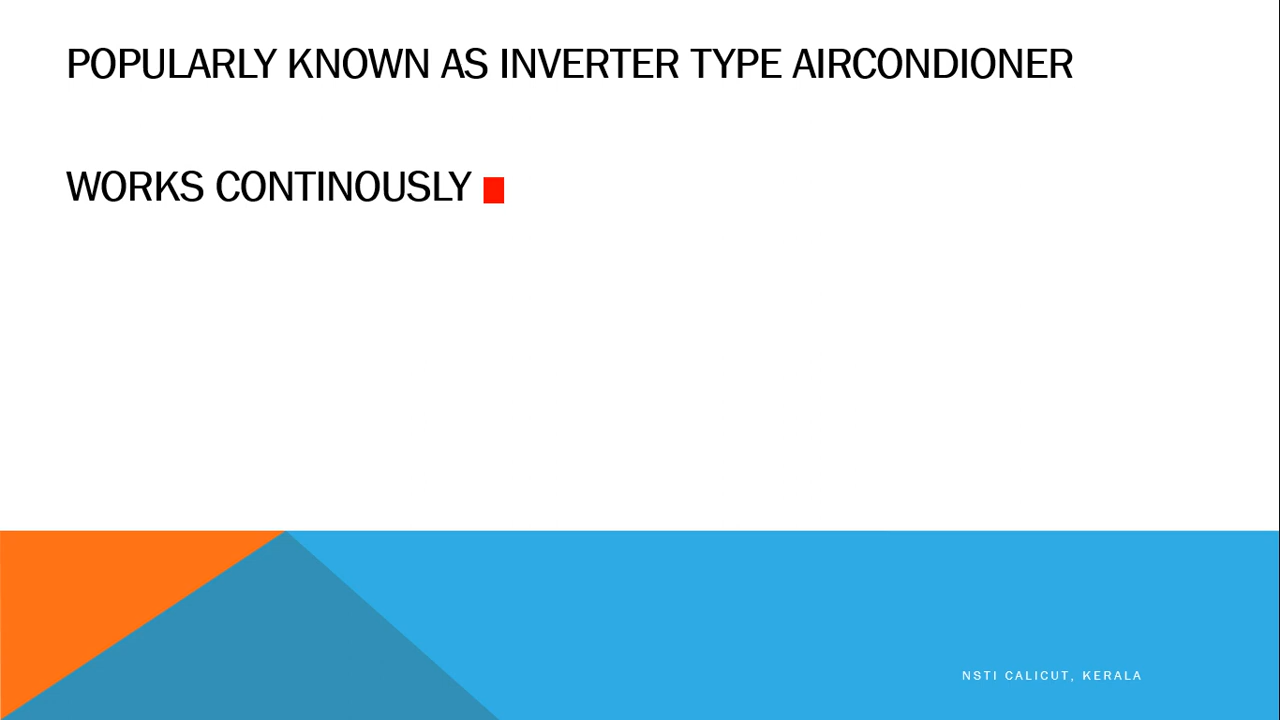 POPULARLY KNOWN AS INVERTER TYPE AIRCONDIONER
WORKS CONTINOUSLY
NSTI CALICUT, KERALA